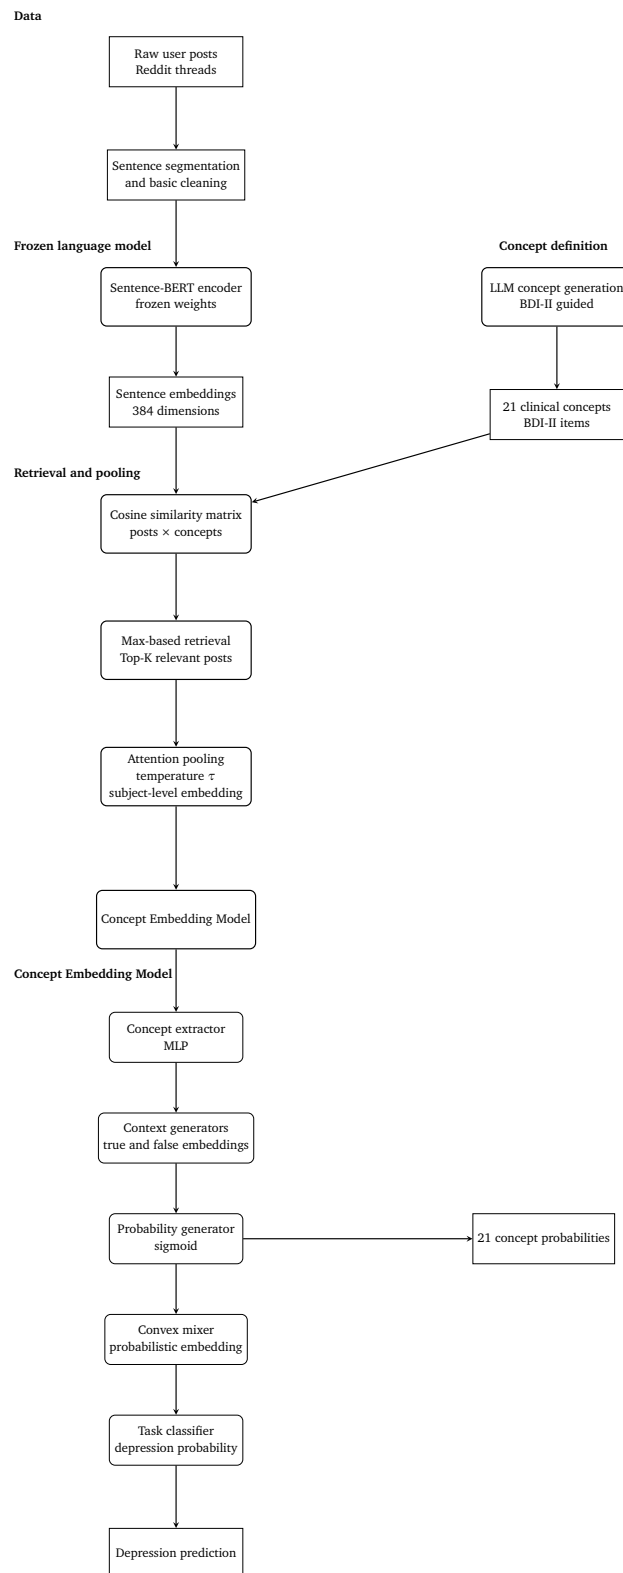 Data
Raw user posts
Reddit threads
Sentence segmentation
and basic cleaning
Frozen language model
Concept definition
Sentence-BERT encoder
frozen weights
LLM concept generation
BDI-II guided
Sentence embeddings
384 dimensions
21 clinical concepts
BDI-II items
Retrieval and pooling
Cosine similarity matrix
posts × concepts
Max-based retrieval
Top-K relevant posts
Attention pooling
temperature τ
subject-level embedding
Concept Embedding Model
Concept Embedding Model
Concept extractor
MLP
Context generators
true and false embeddings
Probability generator
sigmoid
21 concept probabilities
Convex mixer
probabilistic embedding
Task classifier
depression probability
Depression prediction